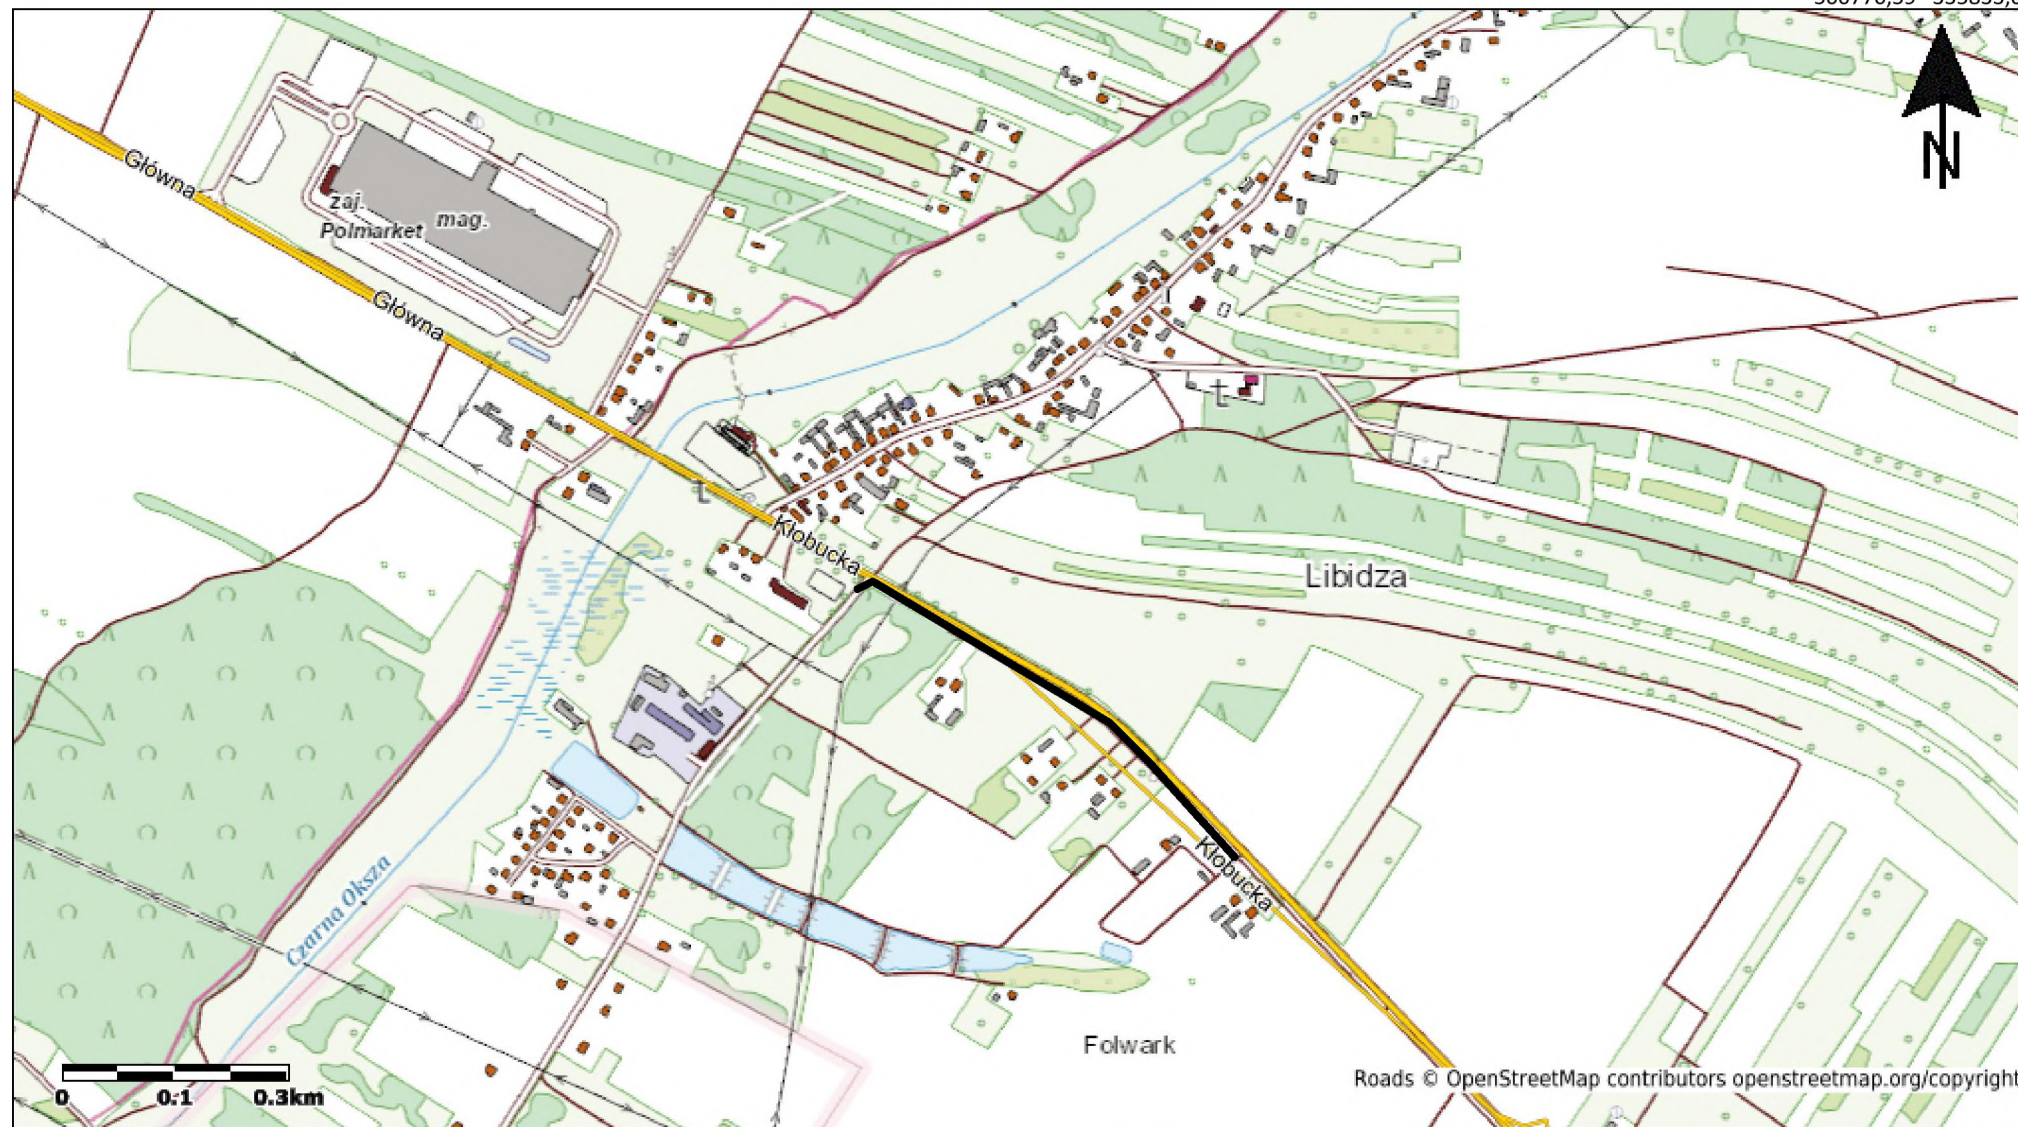 N
Główna
zaj.
Polmarket
mag.
Główna
Kłobucka
Libidza
Kłobucka
Czarna Oksza
Folwark
Roads © OpenStreetMap contributors openstreetmap.org/copyright
0 0.1 0.3km